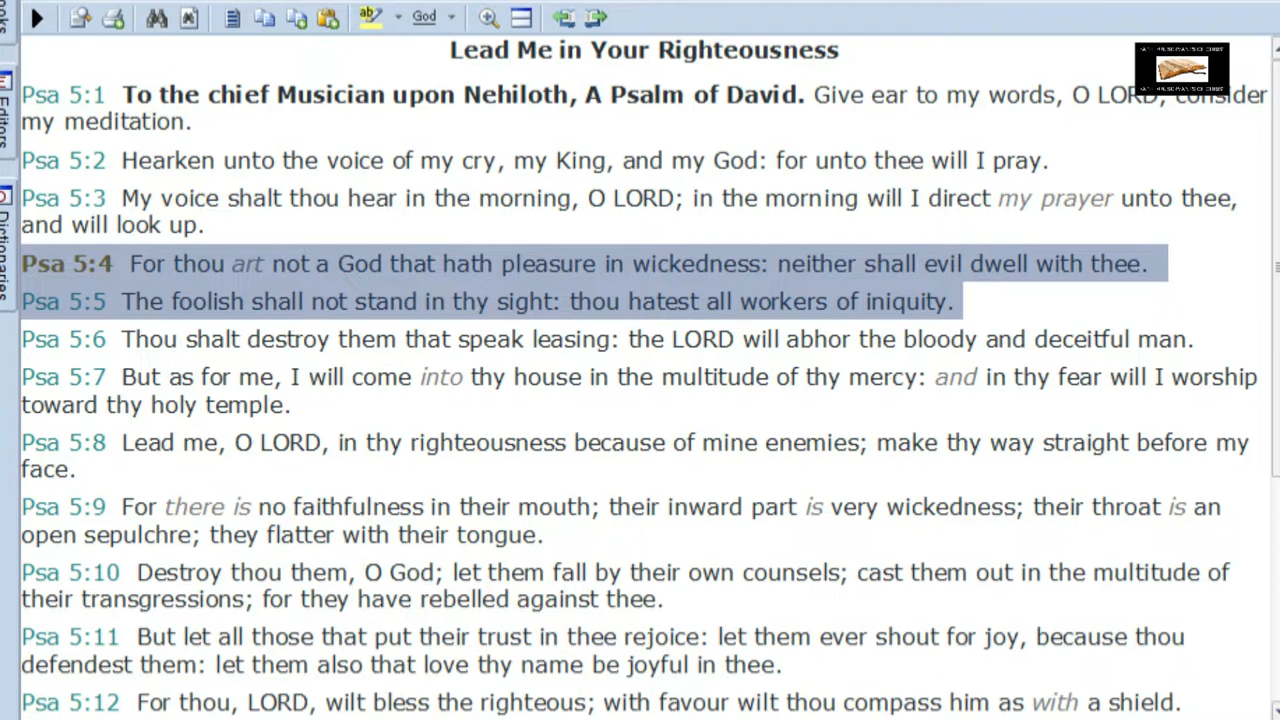 God
Lead Me in Your Righteousness
Psa 5:1 To the chief Musician upon Nehiloth, A Psalm of David. Give ear to my words, O LORD, consider
my meditation.
Psa 5:2 Hearken unto the voice of my cry, my King, and my God: for unto thee will I pray.
Psa 5:3 My voice shalt thou hear in the morning, O LORD; in the morning will I direct my prayer unto thee,
and will look up.
Psa 5:4 For thou art not a God that hath pleasure in wickedness: neither shall evil dwell with thee.
Psa 5:5 The foolish shall not stand in thy sight: thou hatest all workers of iniquity.
Psa 5:6 Thou shalt destroy them that speak leasing: the LORD will abhor the bloody and deceitful man.
Psa 5:7 But as for me, I will come into thy house in the multitude of thy mercy: and in thy fear will I worship
toward thy holy temple.
Psa 5:8 Lead me, O LORD, in thy righteousness because of mine enemies; make thy way straight before my
face.
Psa 5:9 For there is no faithfulness in their mouth; their inward part is very wickedness; their throat is an
open sepulchre; they flatter with their tongue.
Psa 5:10 Destroy thou them, O God; let them fall by their own counsels; cast them out in the multitude of
their transgressions; for they have rebelled against thee.
Psa 5:11 But let all those that put their trust in thee rejoice: let them ever shout for joy, because thou
defendest them: let them also that love thy name be joyful in thee.
Psa 5:12 For thou, LORD, wilt bless the righteous; with favour wilt thou compass him as with a shield.
Editors
Dictionaries